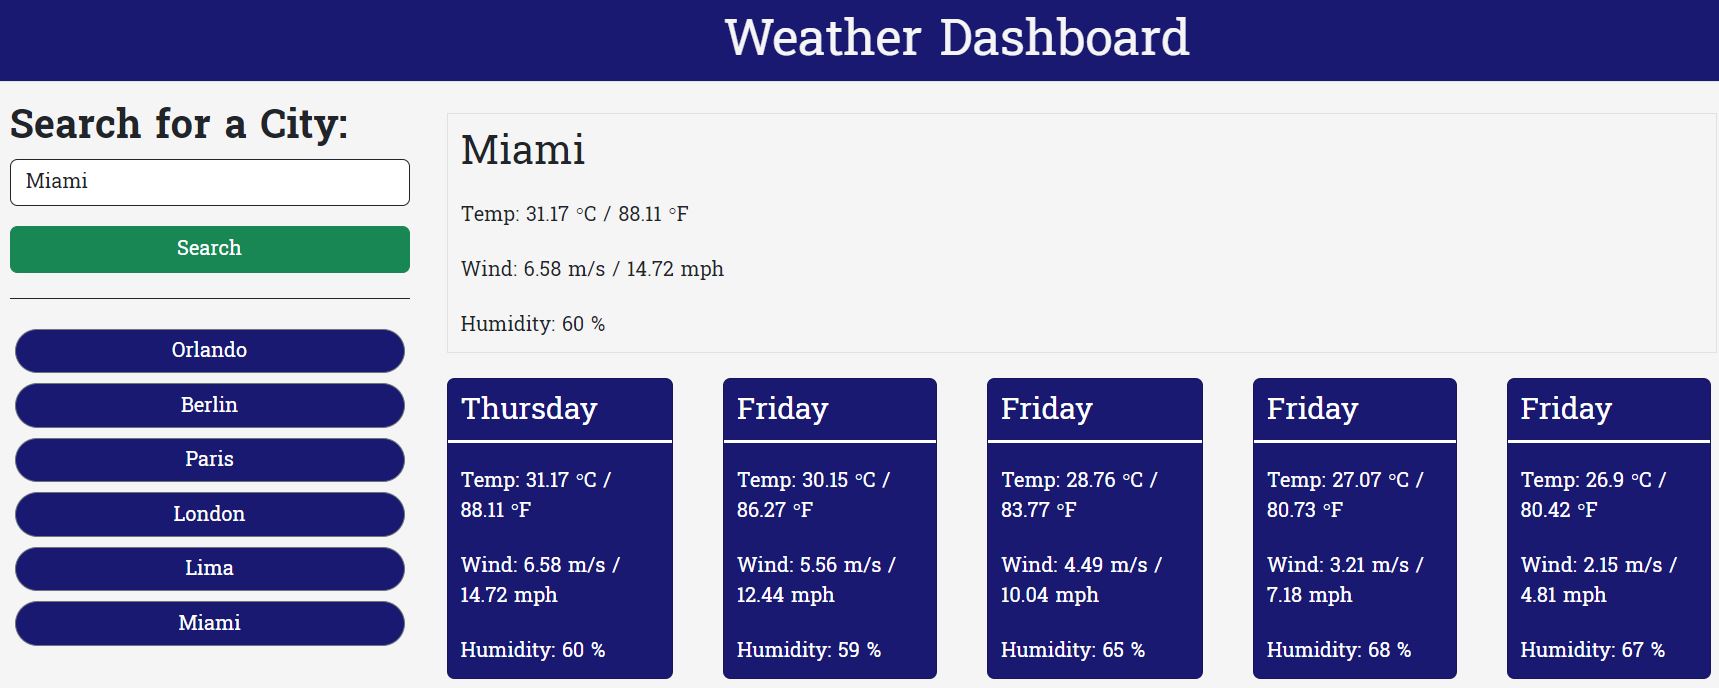 Weather Dashboard
Search for a City:
Miami
Search
Orlando
Berlin
Paris
London
Lima
Miami
Miami
Temp: 31.17 °C / 88.11 °F
Wind: 6.58 m/s / 14.72 mph
Humidity: 60 %
Thursday
Temp: 31.17 °C /
88.11 °F
Wind: 6.58 m/s /
14.72 mph
Humidity: 60 %
Friday
Temp: 30.15 °C /
86.27 °F
Wind: 5.56 m/s /
12.44 mph
Humidity: 59 %
Friday
Temp: 28.76 °C /
83.77 °F
Wind: 4.49 m/s /
10.04 mph
Humidity: 65 %
Friday
Temp: 27.07 °C /
80.73 °F
Wind: 3.21 m/s /
7.18 mph
Humidity: 68 %
Friday
Temp: 26.9 °C /
80.42 °F
Wind: 2.15 m/s /
4.81 mph
Humidity: 67 %